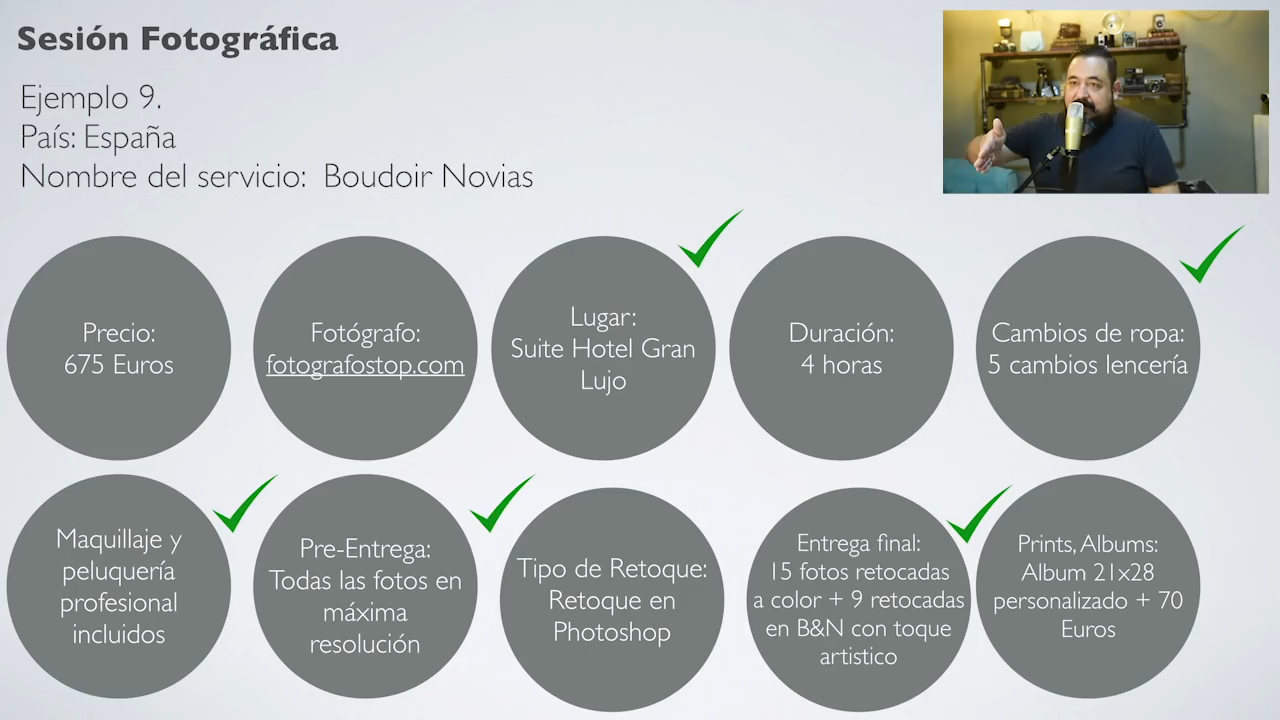 Sesión Fotográfica
Ejemplo 9.
País: España
Nombre del servicio: Boudoir Novias
Precio:
675 Euros
Fotógrafo:
fotografostop.com
Lugar:
Suite Hotel Gran
Lujo
Duración:
4 horas
Cambios de ropa:
5 cambios lencería
Maquillaje y
peluquería
profesional
incluidos
Pre-Entrega:
Todas las fotos en
máxima
resolución
Tipo de Retoque:
Retoque en
Photoshop
Entrega final:
15 fotos retocadas
a color + 9 retocadas
en B&N con toque
artistico
Prints, Albums:
Album 21x28
personalizado + 70
Euros